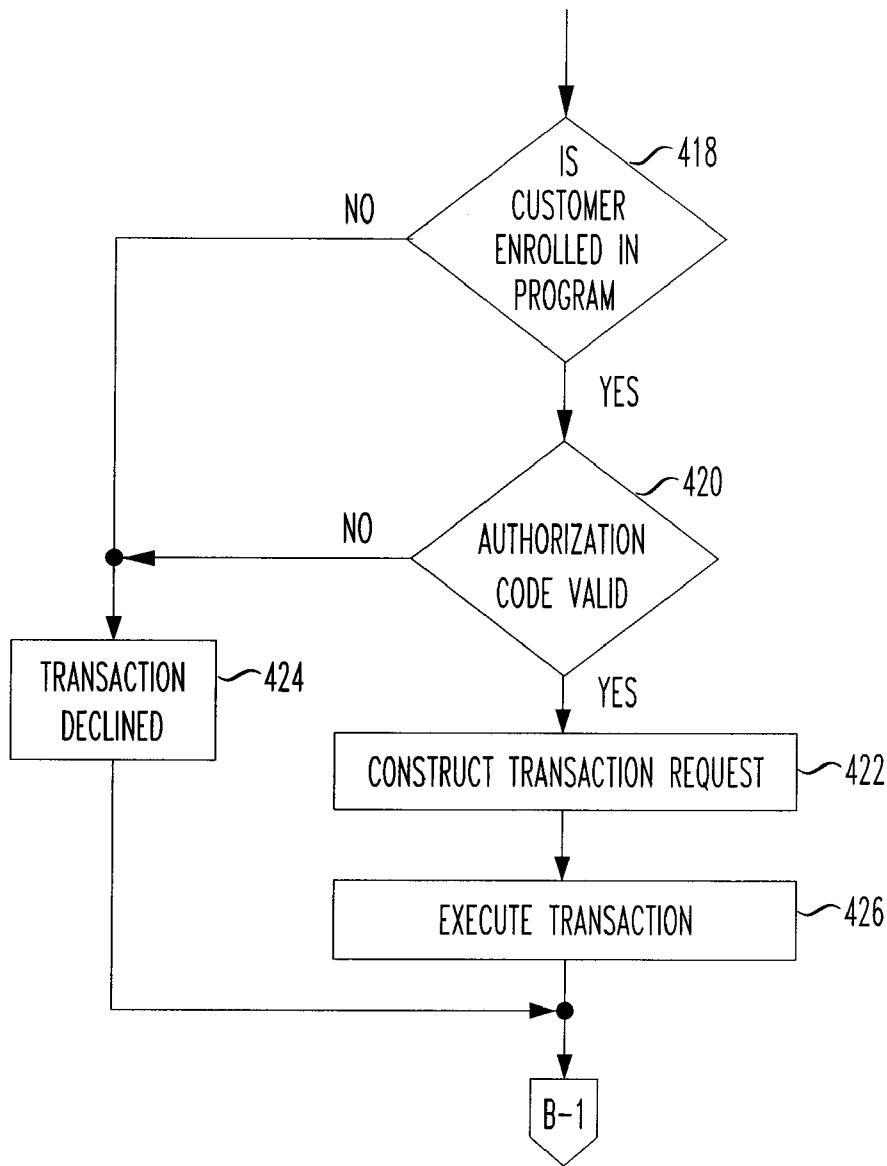 IS
CUSTOMER
ENROLLED IN
PROGRAM
418
NO
YES
420
AUTHORIZATION
CODE VALID
NO
YES
TRANSACTION
DECLINED
424
CONSTRUCT TRANSACTION REQUEST
422
EXECUTE TRANSACTION
426
B-1